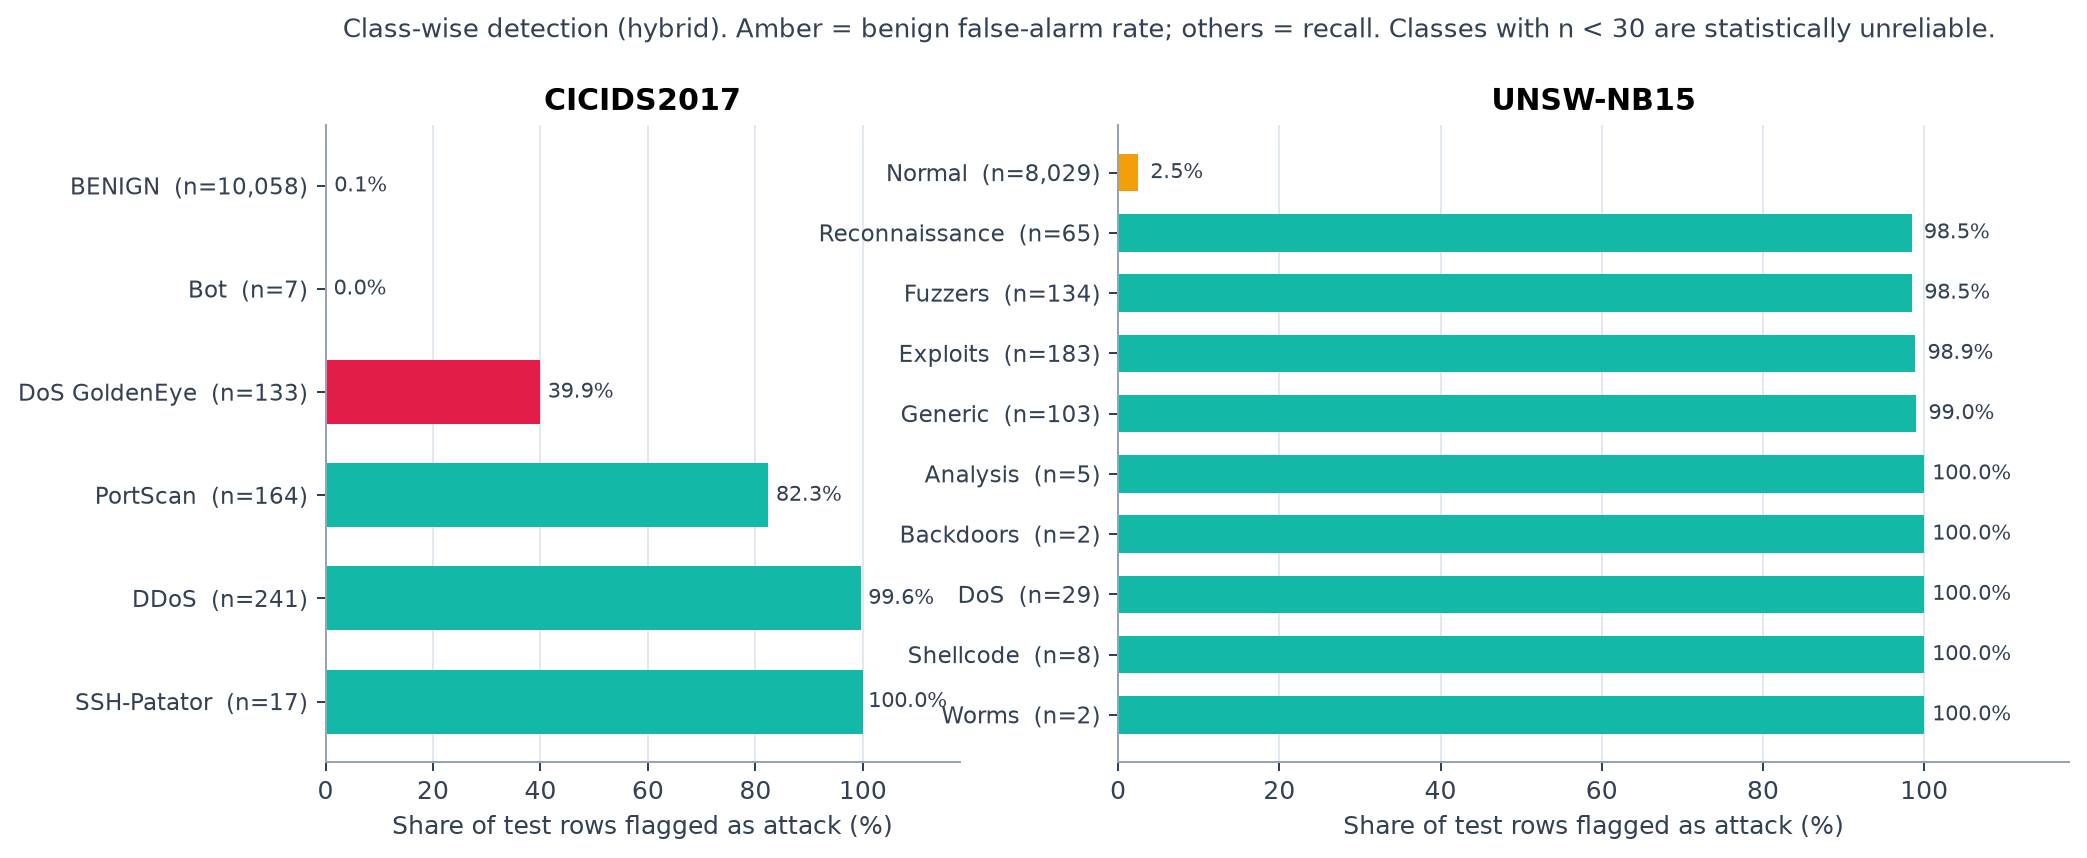 Class-wise detection (hybrid). Amber = benign false-alarm rate; others = recall. Classes with n < 30 are statistically unreliable.
CICIDS2017
BENIGN (n=10,058) 0.1%
Bot (n=7) 0.0%
DoS GoldenEye (n=133) 39.9%
PortScan (n=164) 82.3%
DDoS (n=241) 99.6%
SSH-Patator (n=17) 100.0%
0 20 40 60 80 100
Share of test rows flagged as attack (%)
UNSW-NB15
Normal (n=8,029) 2.5%
Reconnaissance (n=65) 98.5%
Fuzzers (n=134) 98.5%
Exploits (n=183) 98.9%
Generic (n=103) 99.0%
Analysis (n=5) 100.0%
Backdoors (n=2) 100.0%
DoS (n=29) 100.0%
Shellcode (n=8) 100.0%
Worms (n=2) 100.0%
0 20 40 60 80 100
Share of test rows flagged as attack (%)